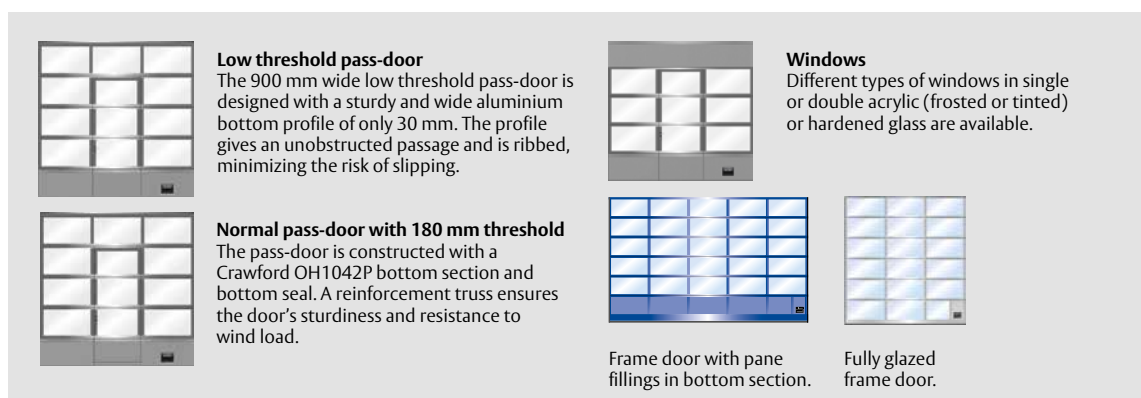 Low threshold pass-door
The 900 mm wide low threshold pass-door is
designed with a sturdy and wide aluminium
bottom profile of only 30 mm. The profile
gives an unobstructed passage and is ribbed,
minimizing the risk of slipping.
Normal pass-door with 180 mm threshold
The pass-door is constructed with a
Crawford OH1042P bottom section and
bottom seal. A reinforcement truss ensures
the door's sturdiness and resistance to
wind load.
Windows
Different types of windows in single
or double acrylic (frosted or tinted)
or hardened glass are available.
Frame door with pane
fillings in bottom section.
Fully glazed
frame door.